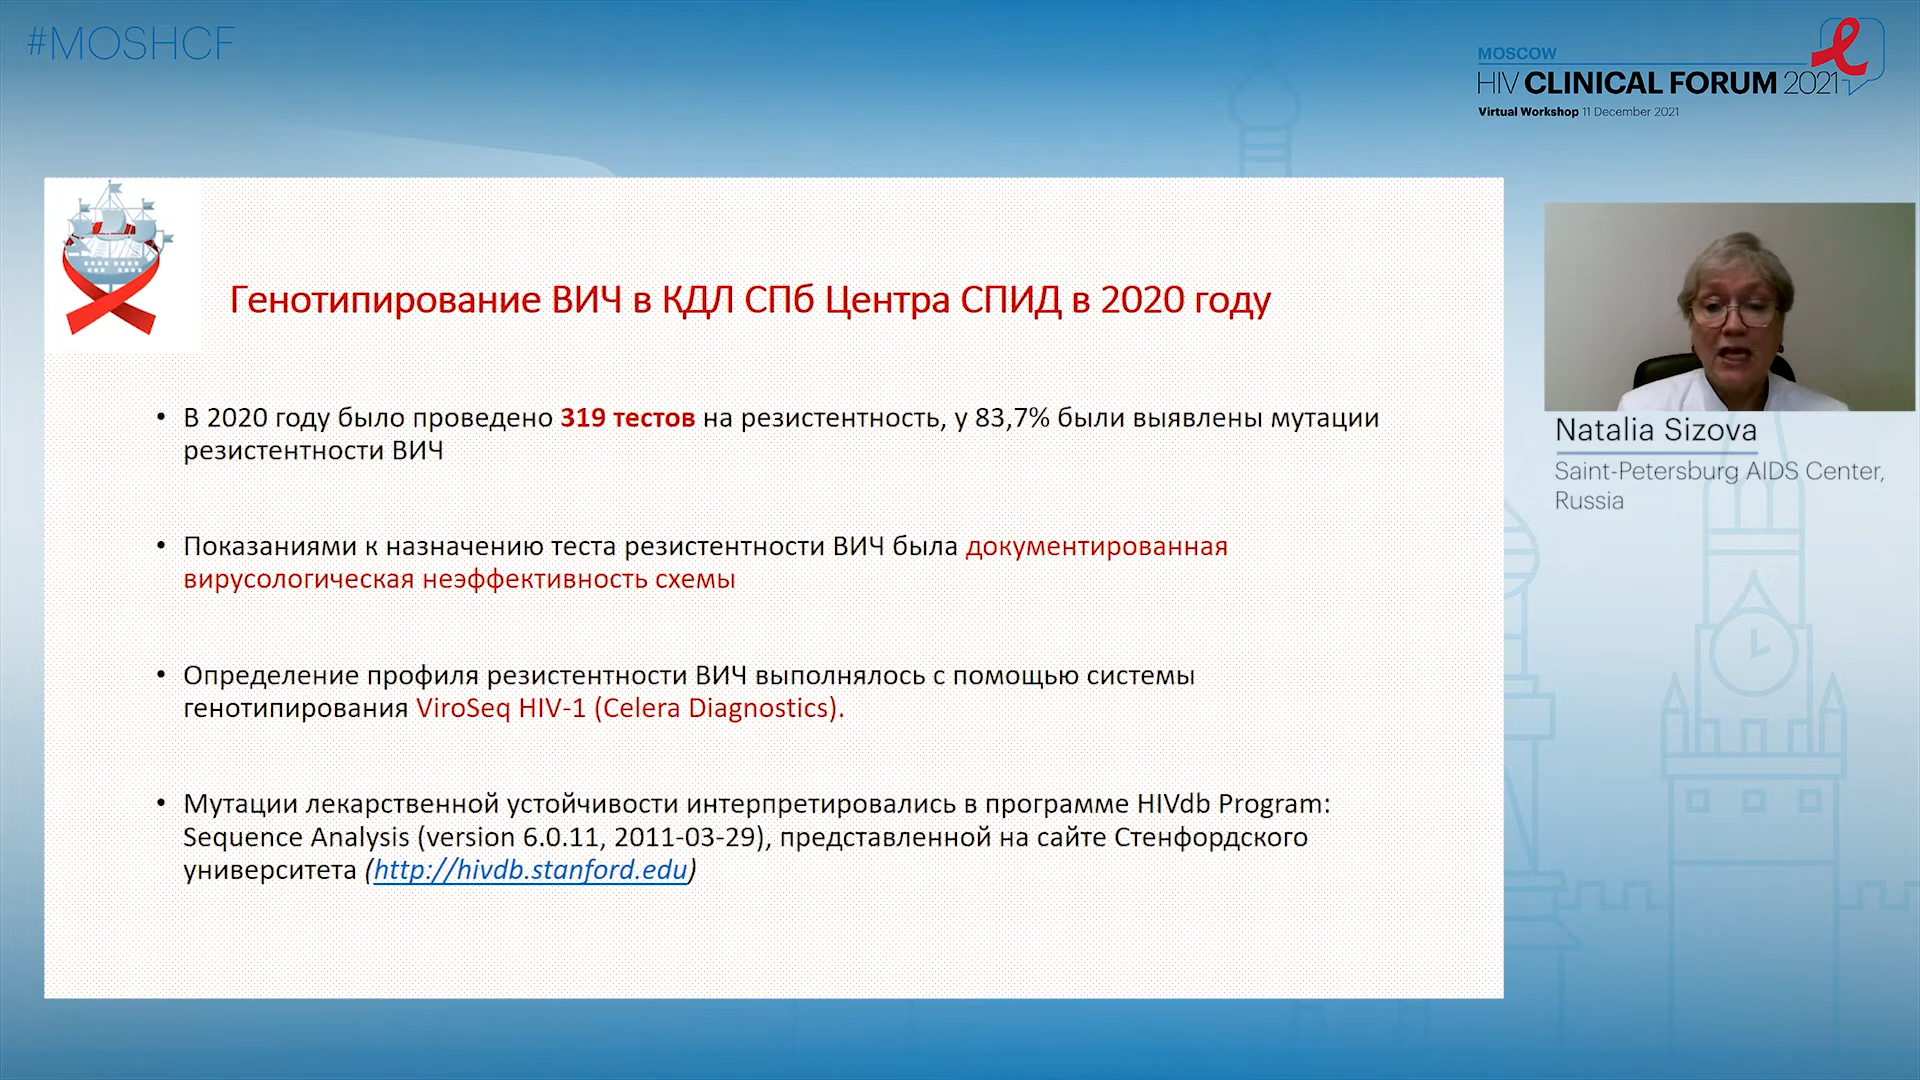 #MOSHCF
MOSCOW
HIV CLINICAL FORUM 2021
Virtual Workshop 11 December 2021
Генотипирование ВИЧ в КДЛ СПб Центра СПИД в 2020 году
• В 2020 году было проведено 319 тестов на резистентность, у 83,7% были выявлены мутации
резистентности ВИЧ
• Показаниями к назначению теста резистентности ВИЧ была документированная
вирусологическая неэффективность схемы
• Определение профиля резистентности ВИЧ выполнялось с помощью системы
генотипирования ViroSeq HIV-1 (Celera Diagnostics).
• Мутации лекарственной устойчивости интерпретировались в программе HIVdb Program:
Sequence Analysis (version 6.0.11, 2011-03-29), представленной на сайте Стенфордского
университета (http://hivdb.stanford.edu)
Natalia Sizova
Saint-Petersburg AIDS Center,
Russia